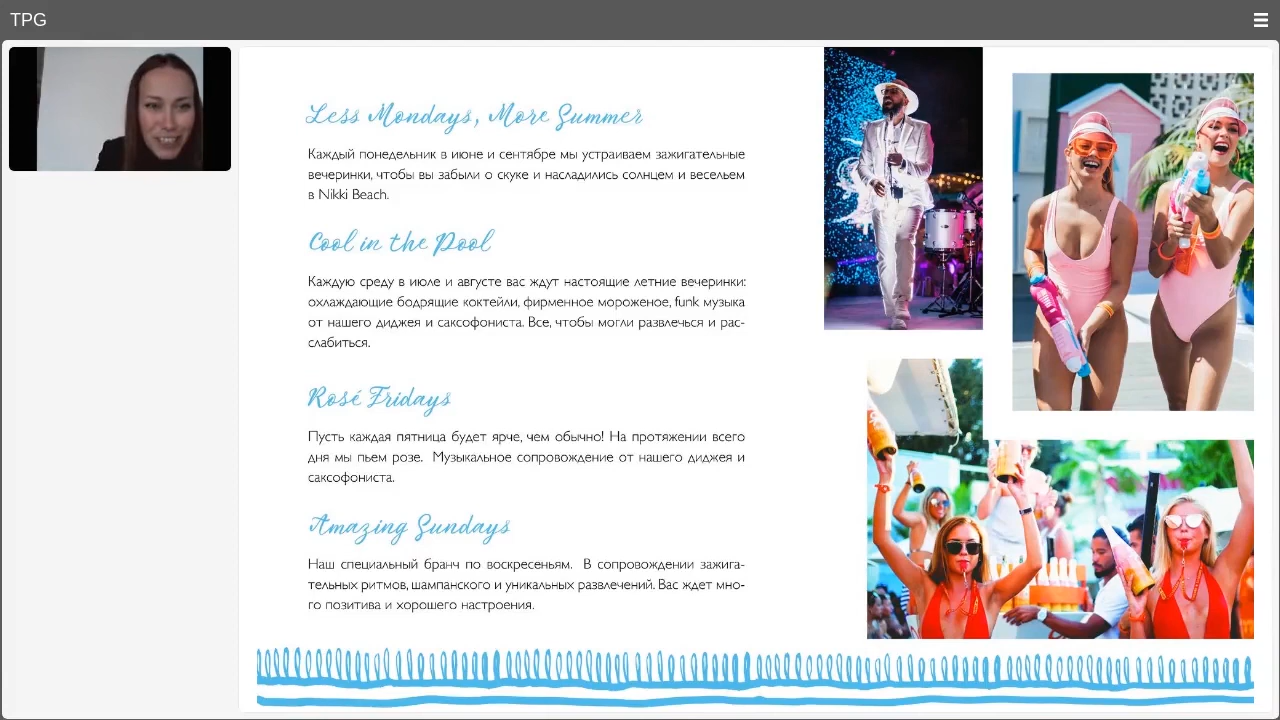 TPG
Less Mondays, More Summer
Каждый понедельник в июне и сентябре мы устраиваем зажигательные
вечеринки, чтобы вы забыли о скуке и насладились солнцем и весельем
в Nikki Beach.
Cool in the Pool
Каждую среду в июле и августе вас ждут настоящие летние вечеринки:
охлаждающие бодрящие коктейли, фирменное мороженое, funk музыка
от нашего диджея и саксофониста. Все, чтобы могли развлечься и рас-
слабиться.
Rosé Fridays
Пусть каждая пятница будет ярче, чем обычно! На протяжении всего
дня мы пьем розе. Музыкальное сопровождение от нашего диджея и
саксофониста.
Amazing Sundays
Наш специальный бранч по воскресеньям. В сопровождении зажига-
тельных ритмов, шампанского и уникальных развлечений. Вас ждет мно-
го позитива и хорошего настроения.